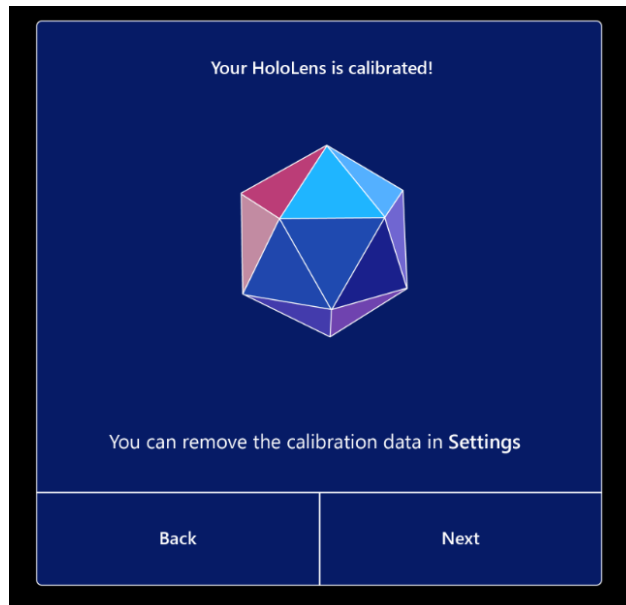 Your HoloLens is calibrated!
You can remove the calibration data in Settings
Back
Next